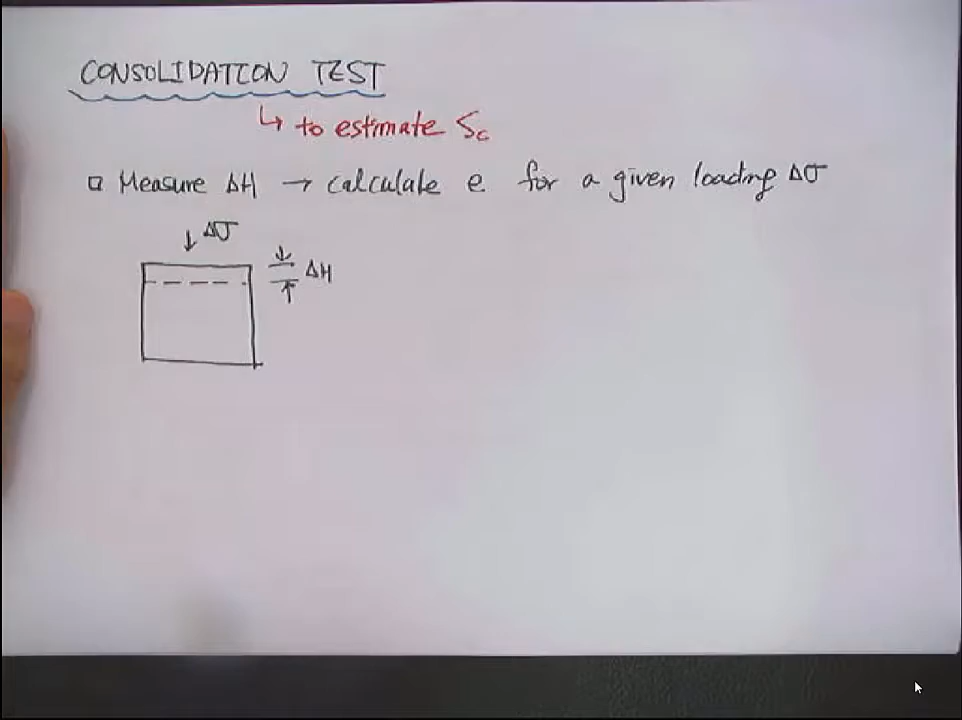 CONSOLIDATION TEST
↳ to estimate Sc
▫ Measure ΔH → calculate e for a given loading Δσ
↓ Δσ
ΔH